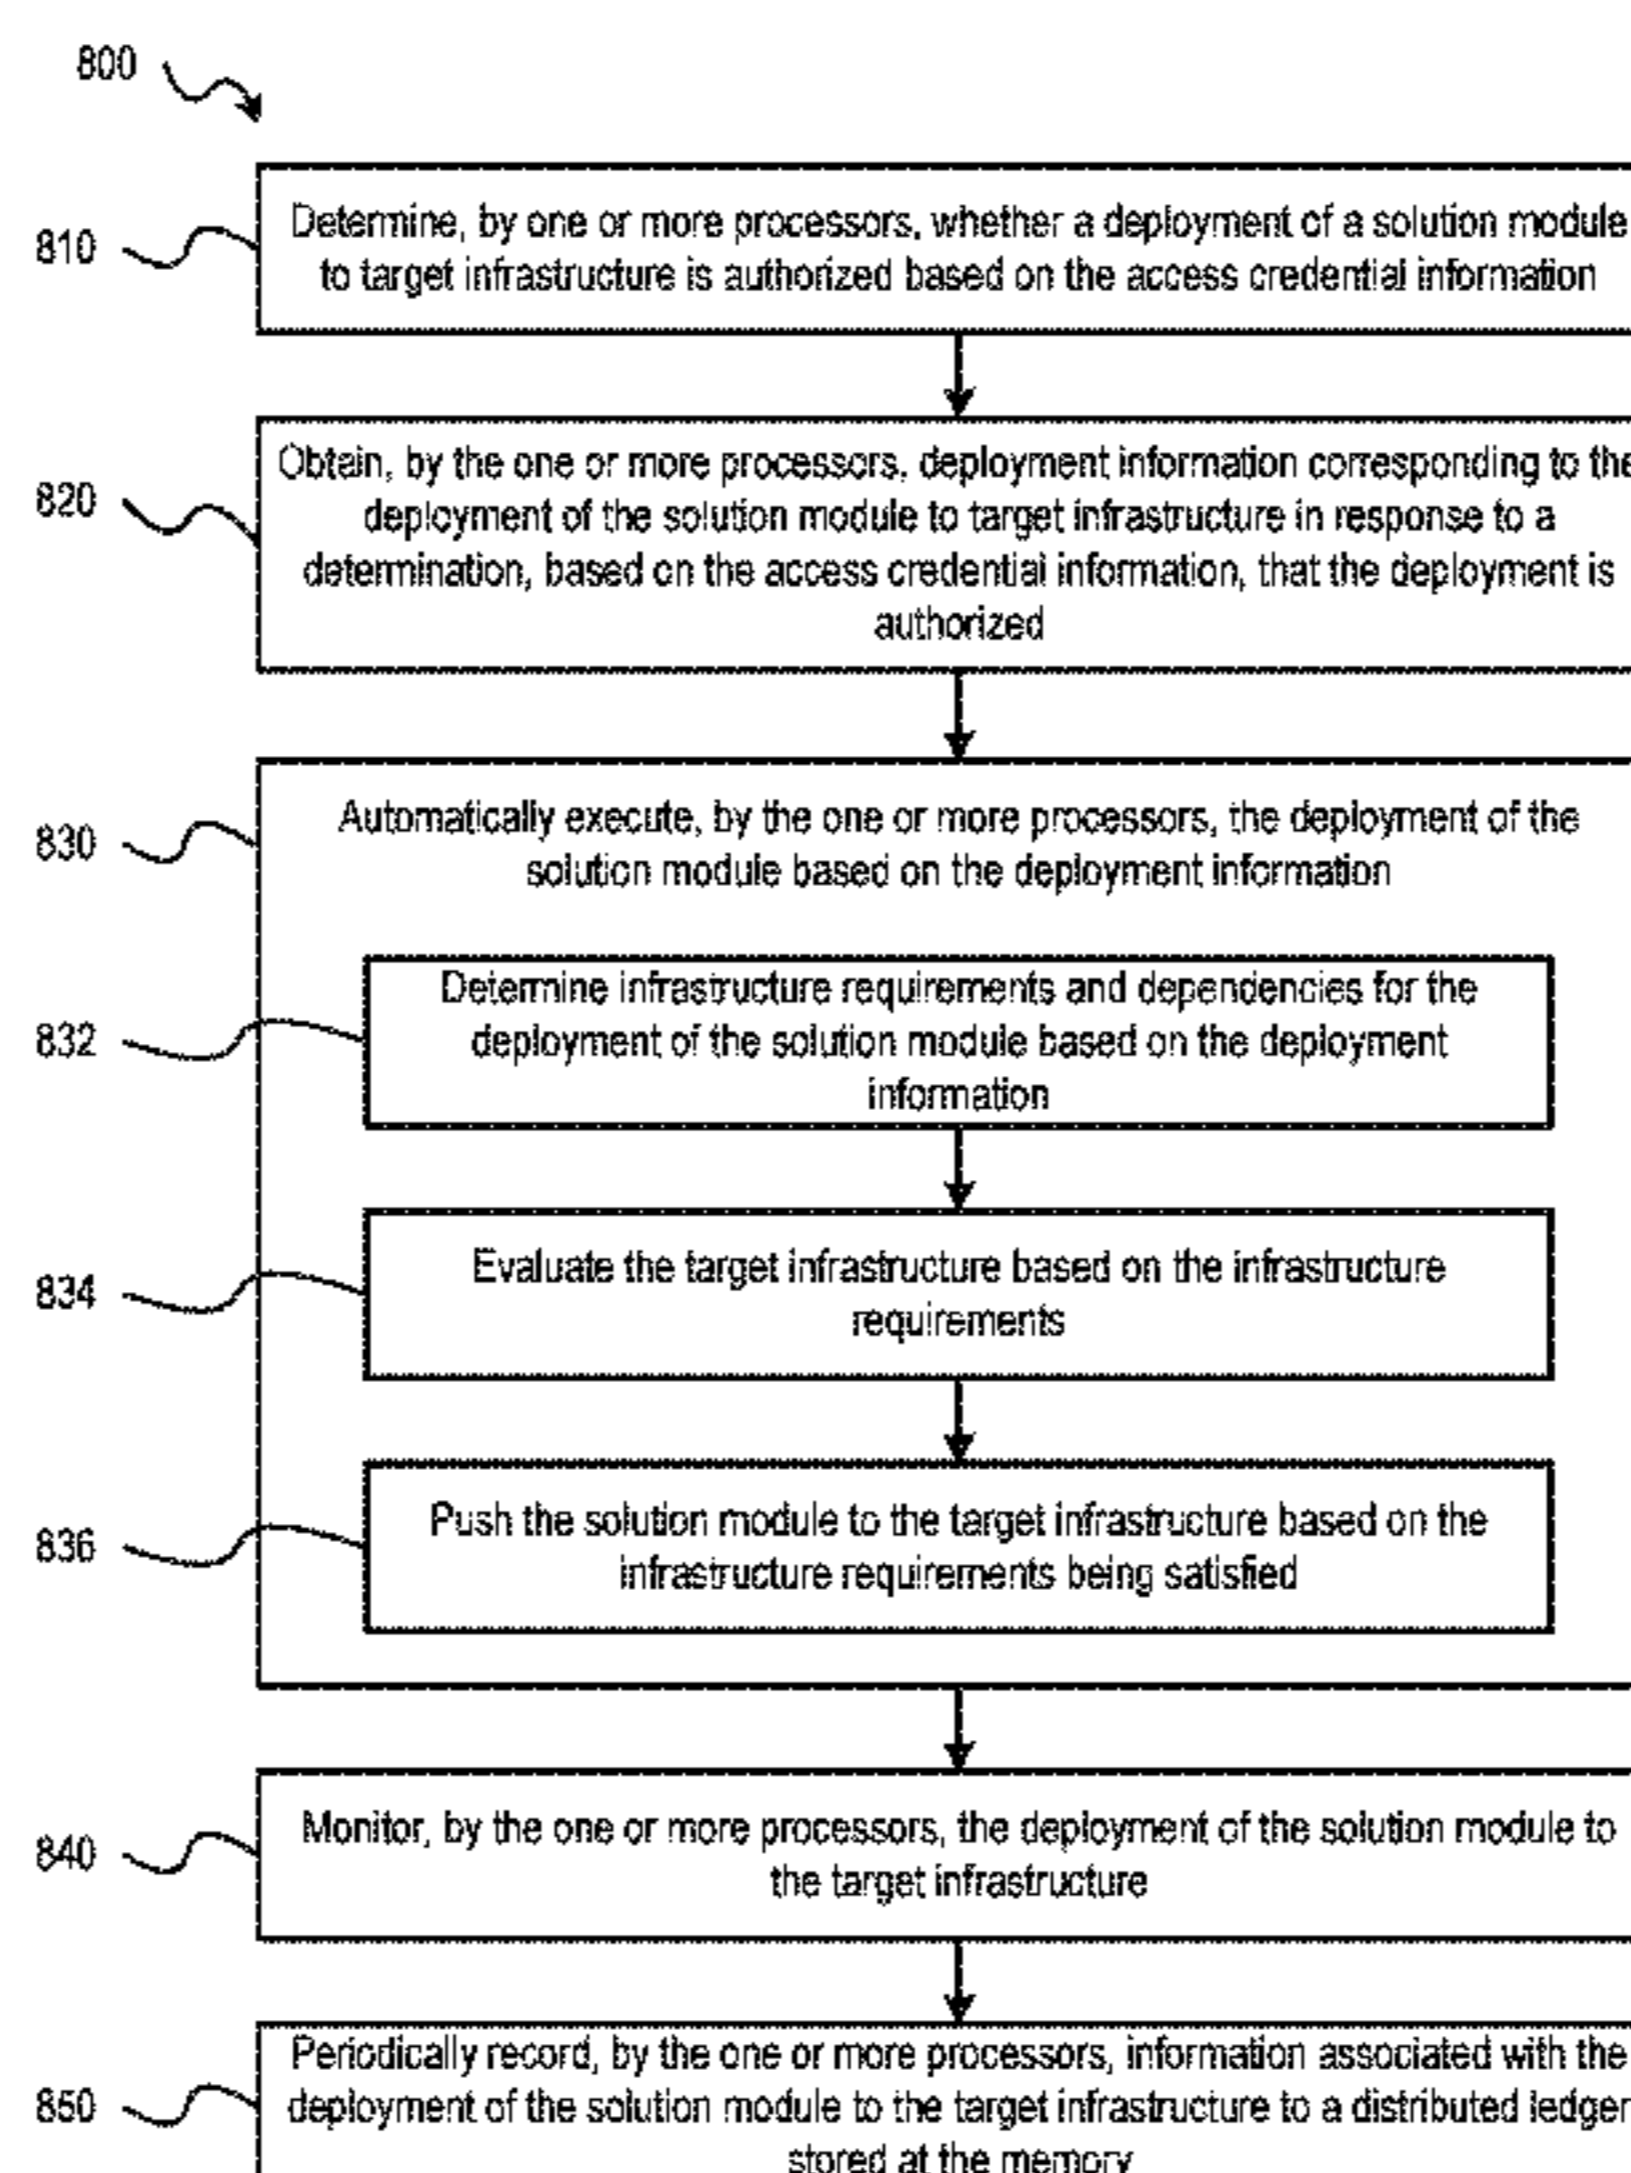 800
810
Determine, by one or more processors, whether a deployment of a solution module
to target infrastructure is authorized based on the access credential information
820
Obtain, by the one or more processors, deployment information corresponding to the
deployment of the solution module to target infrastructure in response to a
determination, based on the access credential information, that the deployment is
authorized
830
Automatically execute, by the one or more processors, the deployment of the
solution module based on the deployment information
832
Determine infrastructure requirements and dependencies for the
deployment of the solution module based on the deployment
information
834
Evaluate the target infrastructure based on the infrastructure
requirements
836
Push the solution module to the target infrastructure based on the
infrastructure requirements being satisfied
840
Monitor, by the one or more processors, the deployment of the solution module to
the target infrastructure
850
Periodically record, by the one or more processors, information associated with the
deployment of the solution module to the target infrastructure to a distributed ledger
stored at the memory